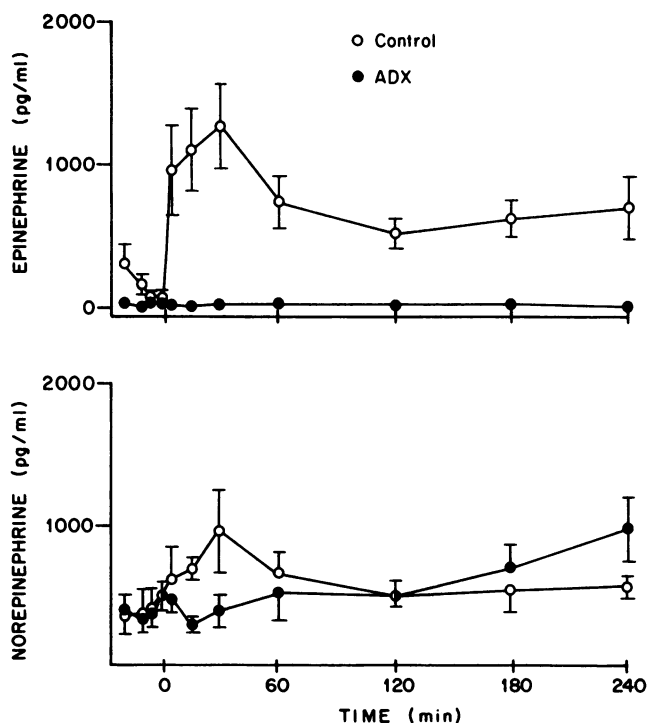 2000
Control
ADX
1000
0
EPINEPHRINE (pg/ml)
2000
1000
NOREPINEPHRINE (pg/ml)
0 60 120 180 240
TIME (min)